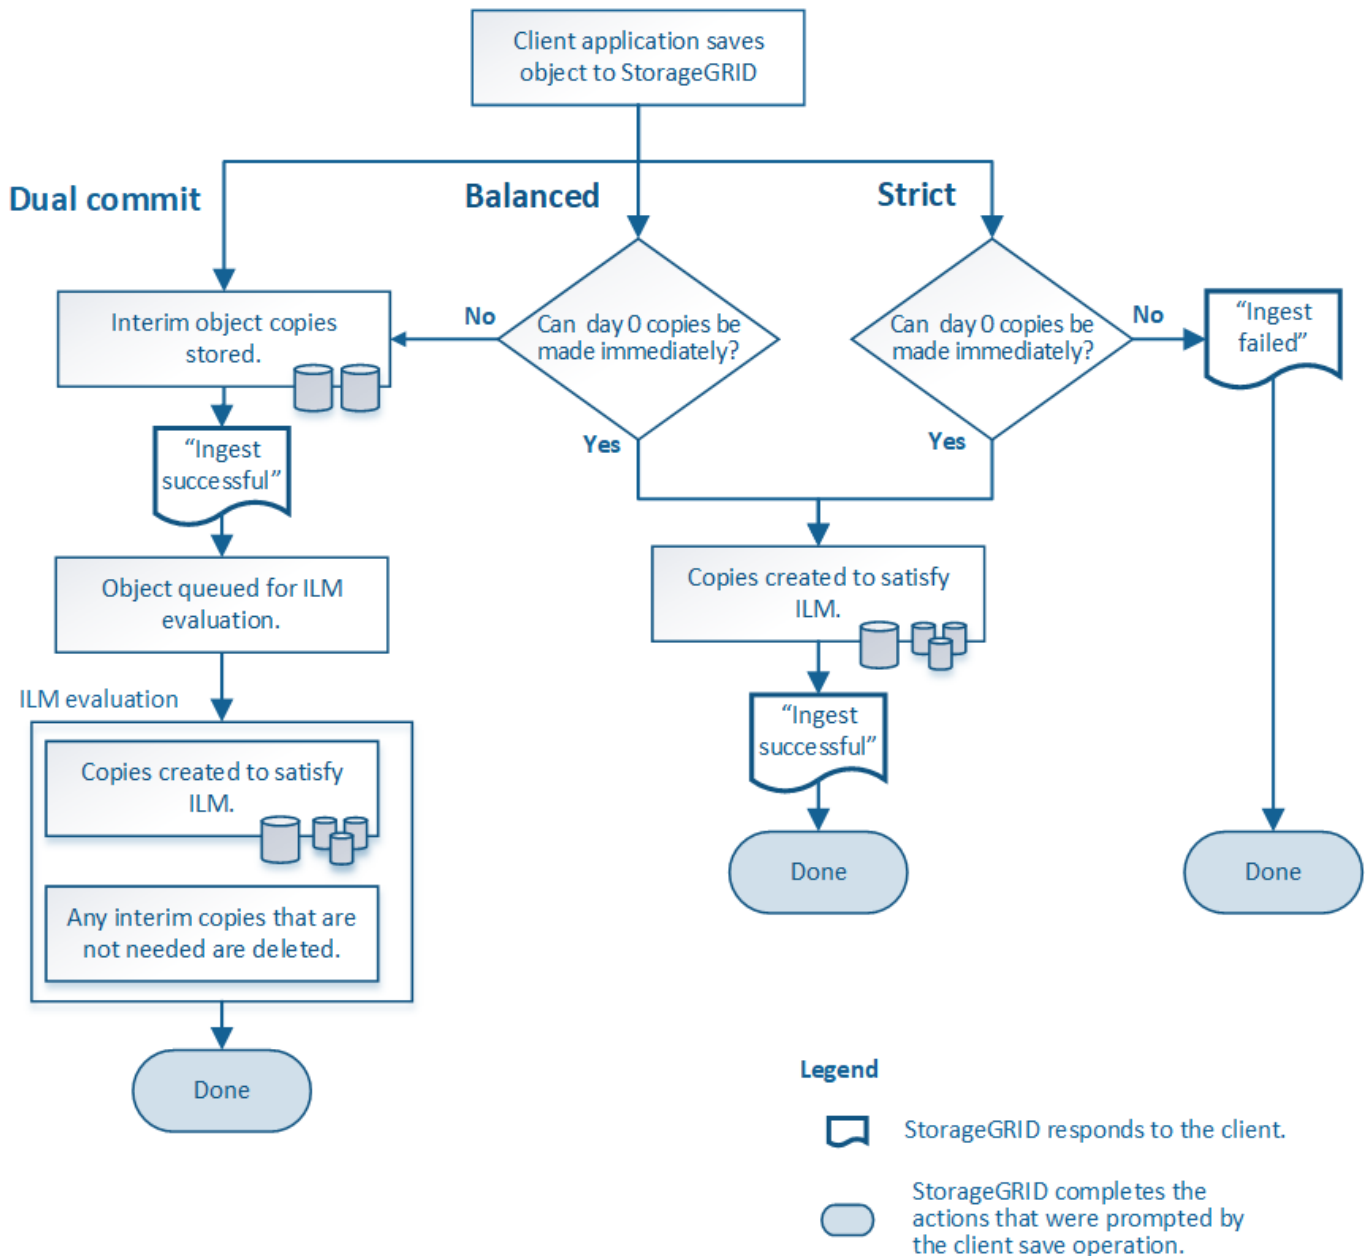 Client application saves
object to StorageGRID
Dual commit
Balanced
Strict
Interim object copies
stored.
No
Can day 0 copies be
made immediately?
Can day 0 copies be
made immediately?
No
“Ingest
failed”
Yes
Yes
“Ingest
successful”
Object queued for ILM
evaluation.
Copies created to satisfy
ILM.
ILM evaluation
“Ingest
successful”
Copies created to satisfy
ILM.
Any interim copies that are
not needed are deleted.
Done
Done
Done
Legend
StorageGRID responds to the client.
StorageGRID completes the
actions that were prompted by
the client save operation.